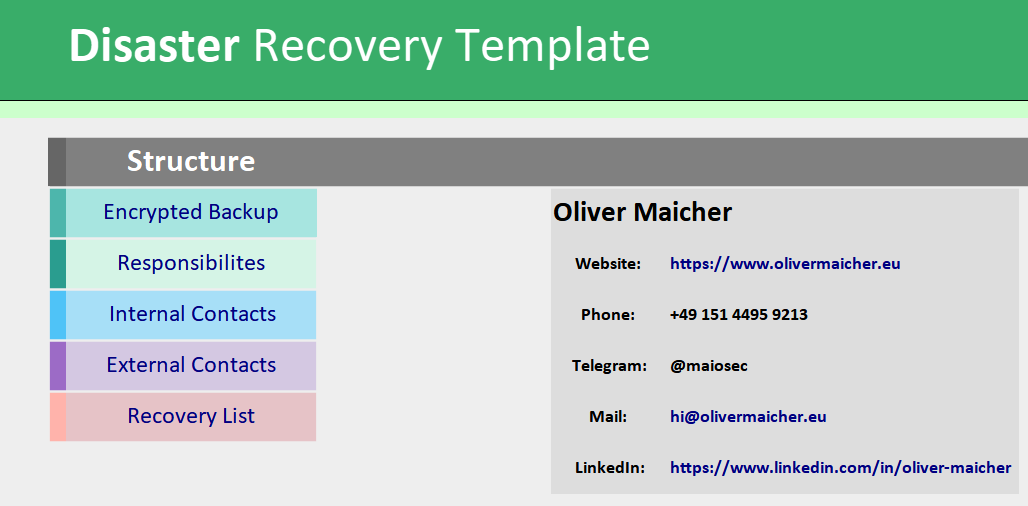 Disaster Recovery Template
Structure
Encrypted Backup
Responsibilites
Internal Contacts
External Contacts
Recovery List
Oliver Maicher
Website: https://www.olivermaicher.eu
Phone: +49 151 4495 9213
Telegram: @maiosec
Mail: hi@olivermaicher.eu
LinkedIn: https://www.linkedin.com/in/oliver-maicher